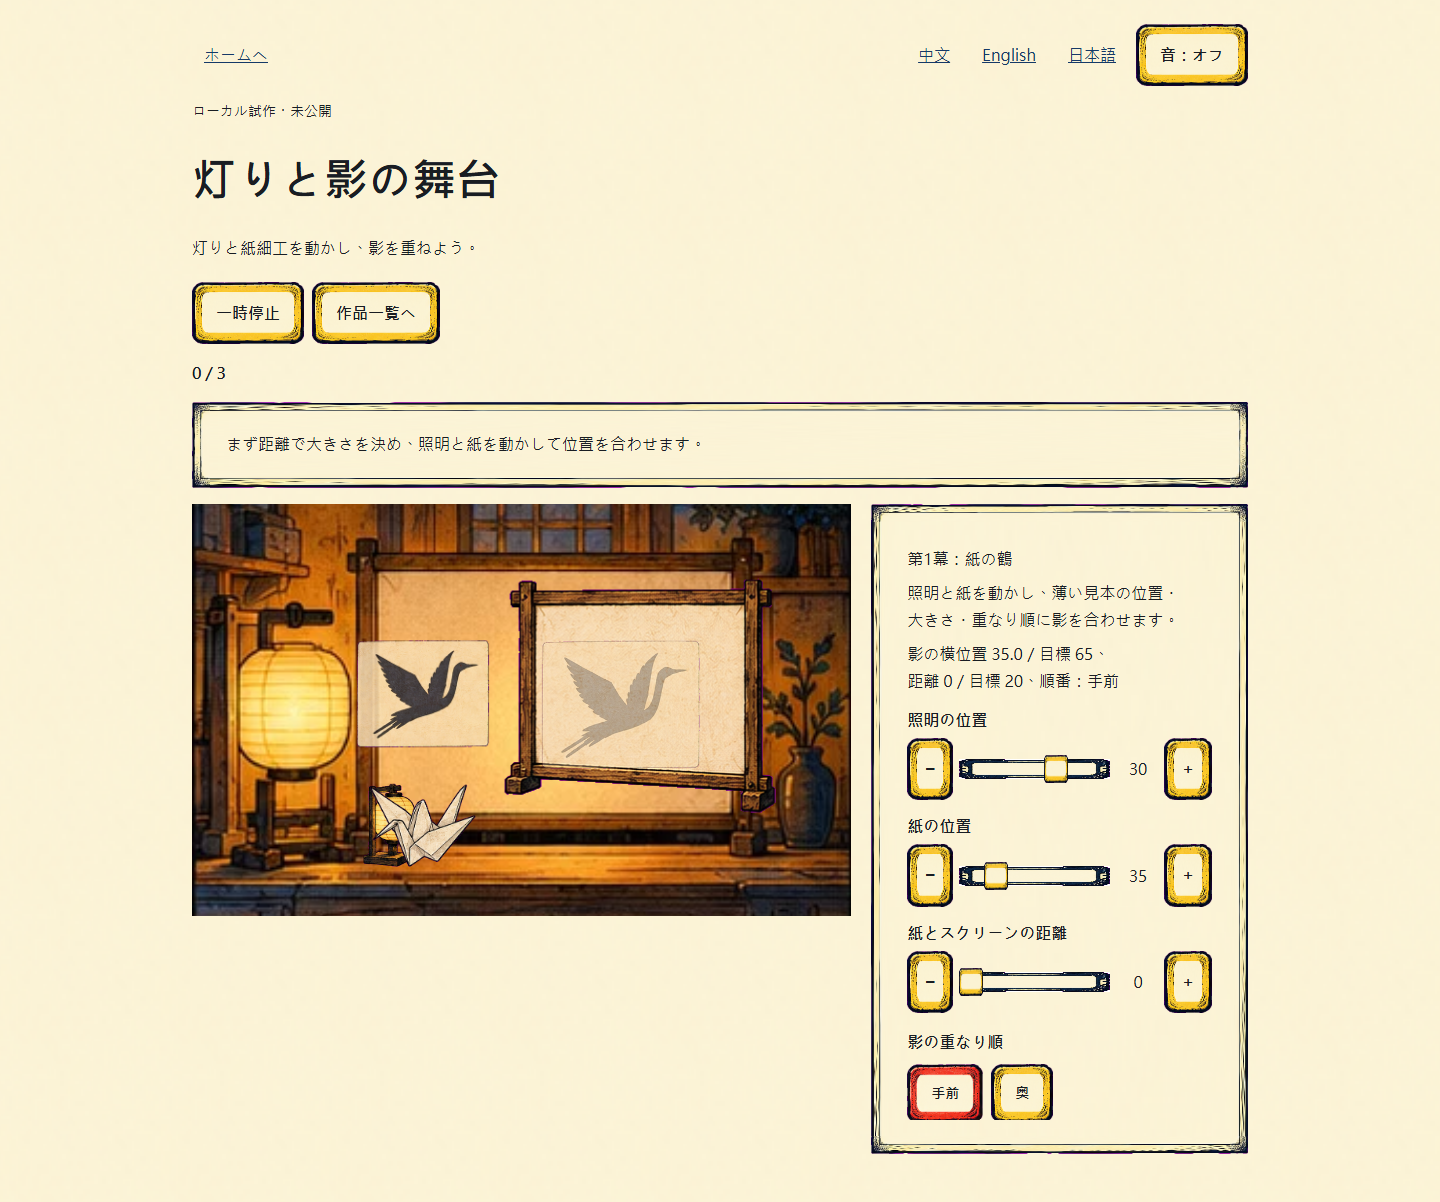 ホームへ
中文 English 日本語 音：オフ
ローカル試作・未公開
灯りと影の舞台
灯りと紙細工を動かし、影を重ねよう。
一時停止 作品一覧へ
0 / 3
まず距離で大きさを決め、照明と紙を動かして位置を合わせます。
第1幕：紙の鶴
照明と紙を動かし、薄い見本の位置・
大きさ・重なり順に影を合わせます。
影の横位置 35.0 / 目標 65、
距離 0 / 目標 20、順番：手前
照明の位置
− 30 +
紙の位置
− 35 +
紙とスクリーンの距離
− 0 +
影の重なり順
手前 奥